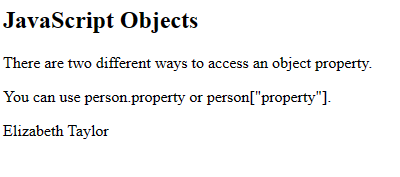 JavaScript Objects
There are two different ways to access an object property.
You can use person.property or person["property"].
Elizabeth Taylor